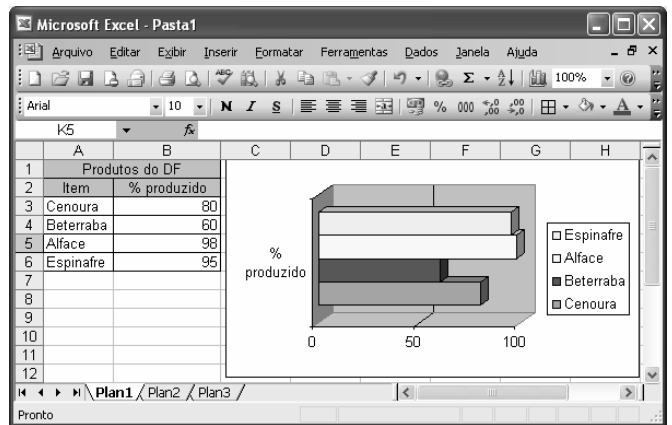 Microsoft Excel - Pasta1
Arquivo Editar Exibir Inserir Formatar Ferramentas Dados Janela Ajuda
Σ 100%
Arial 10 N I S % 000 A
K5 fx
A B C D E F G H
1 Produtos do DF
2 Item % produzido
3 Cenoura 80
4 Beterraba 60
5 Alface 98
6 Espinafre 95
7
8
9
10
11
12
% produzido
0 50 100
Espinafre
Alface
Beterraba
Cenoura
Plan1 Plan2 Plan3
Pronto